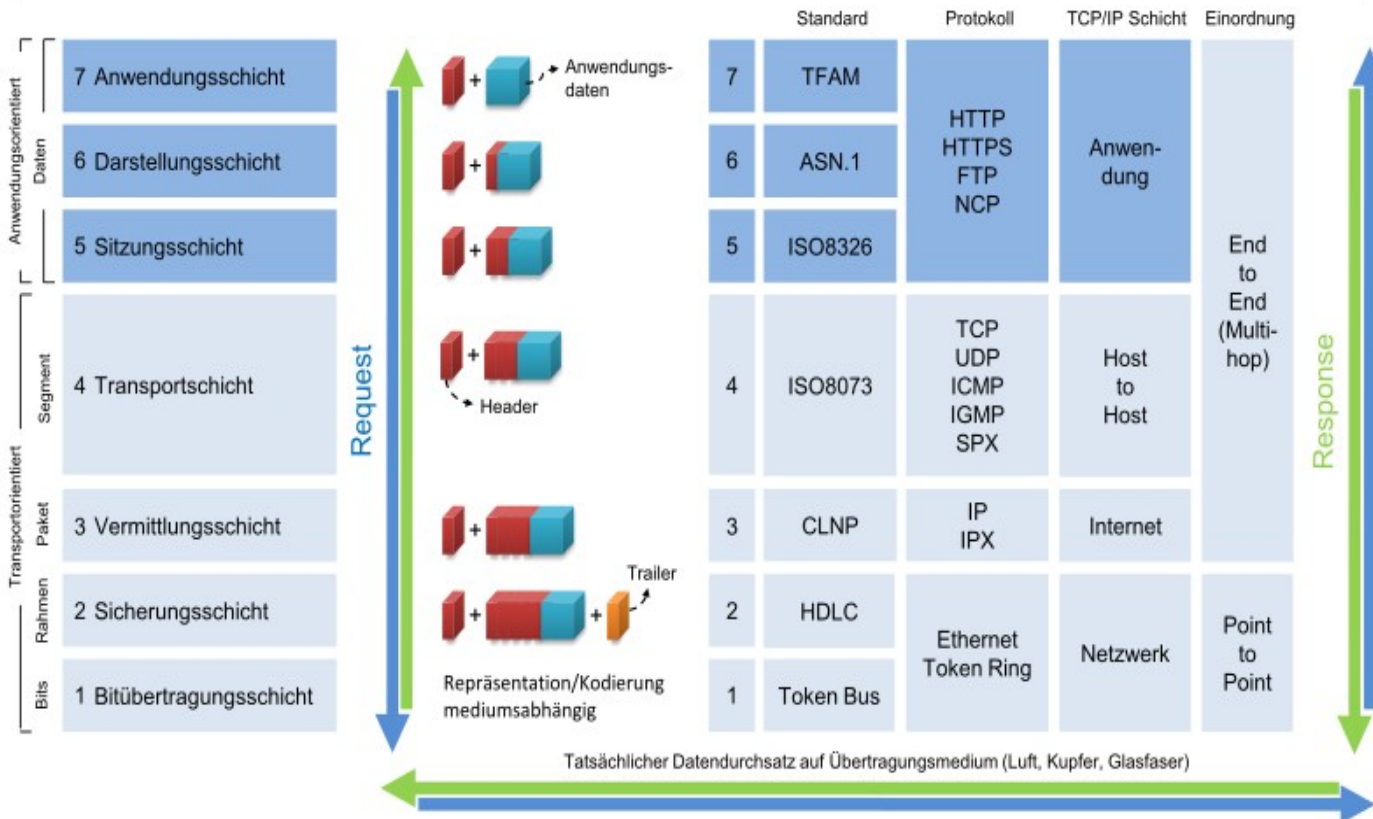 Standard Protokoll TCP/IP Schicht Einordnung
Anwendungsorientiert
Daten
7 Anwendungsschicht
6 Darstellungsschicht
5 Sitzungsschicht
Transportorientiert
Segment
4 Transportschicht
Paket
3 Vermittlungsschicht
Rahmen
2 Sicherungsschicht
Bits
1 Bitübertragungsschicht
Request
+
Anwendungs-
daten
+
+
+
Header
+
Trailer
+ +
Repräsentation/Kodierung
mediumsabhängig
7 TFAM
6 ASN.1
5 ISO8326
4 ISO8073
3 CLNP
2 HDLC
1 Token Bus
HTTP
HTTPS
FTP
NCP
TCP
UDP
ICMP
IGMP
SPX
IP
IPX
Ethernet
Token Ring
Anwen-
dung
Host
to
Host
Internet
Netzwerk
End
to
End
(Multi-
hop)
Point
to
Point
Response
Tatsächlicher Datendurchsatz auf Übertragungsmedium (Luft, Kupfer, Glasfaser)